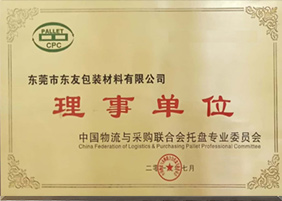 PALLET
CPC
东莞市东友包装材料有限公司
理事单位
中国物流与采购联合会托盘专业委员会
China Federation of Logistics & Purchasing Pallet Professional Committee